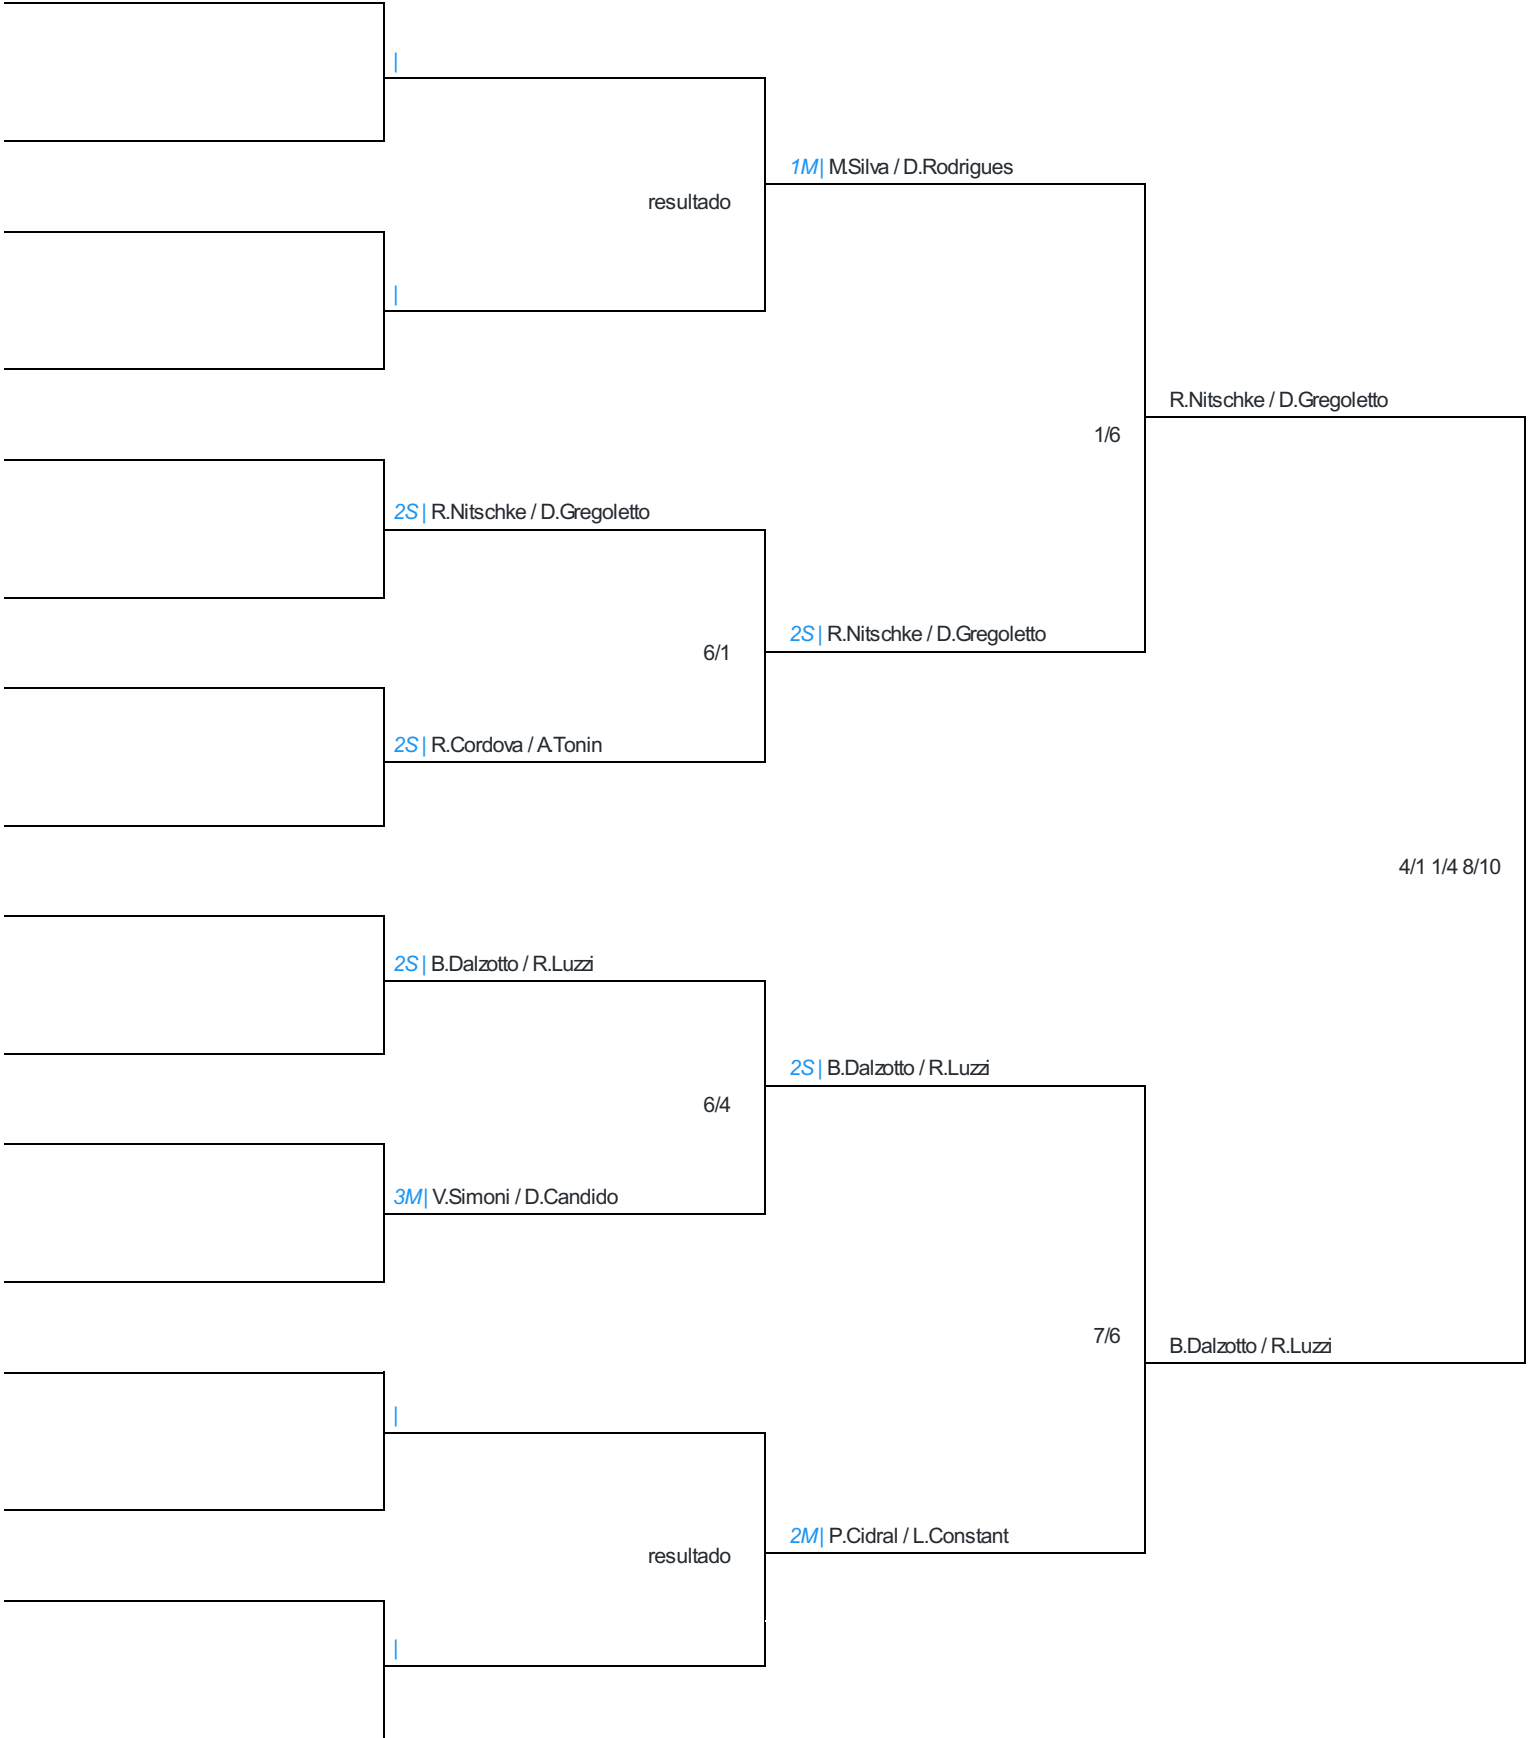 |
1M| M.Silva / D.Rodrigues
resultado
|
R.Nitschke / D.Gregoletto
1/6
2S| R.Nitschke / D.Gregoletto
2S| R.Nitschke / D.Gregoletto
6/1
2S| R.Cordova / A.Tonin
4/1 1/4 8/10
2S| B.Dalzotto / R.Luzzi
2S| B.Dalzotto / R.Luzzi
6/4
3M| V.Simoni / D.Candido
7/6
B.Dalzotto / R.Luzzi
|
2M| P.Cidral / L.Constant
resultado
|